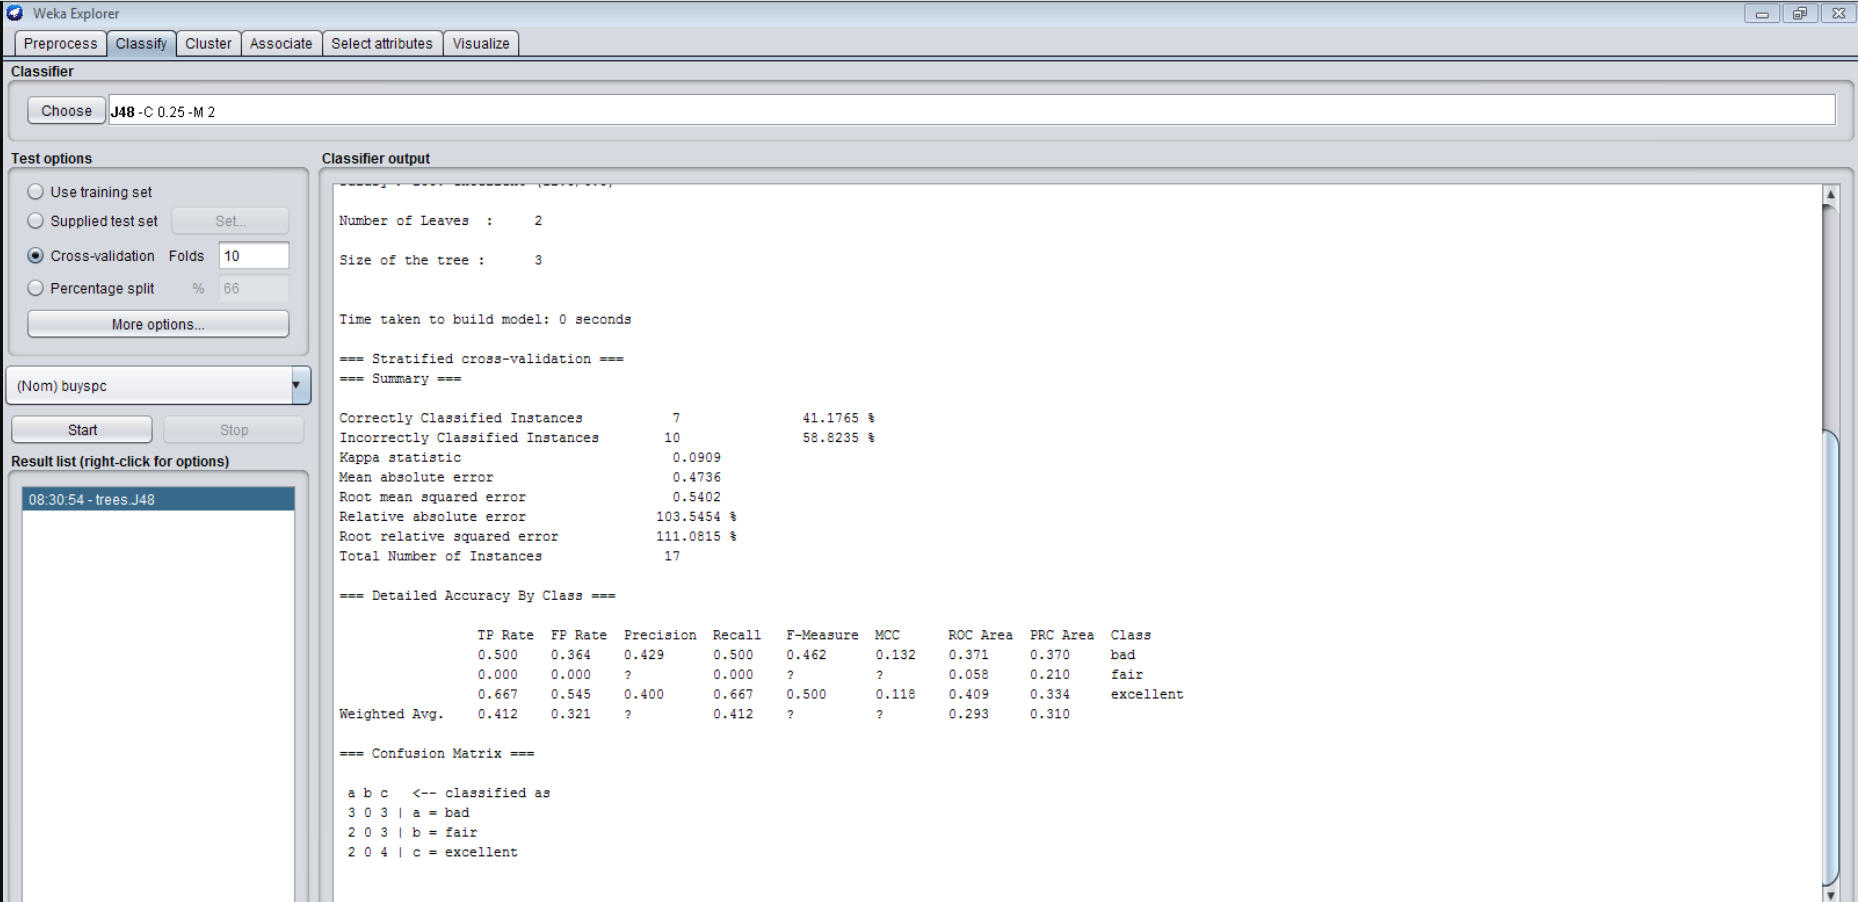 Weka Explorer
Preprocess Classify Cluster Associate Select attributes Visualize
Classifier
Choose J48 -C 0.25 -M 2
Test options
Use training set
Supplied test set Set...
Cross-validation Folds 10
Percentage split % 66
More options...
(Nom) buyspc
Start Stop
Result list (right-click for options)
08:30:54 - trees.J48
Classifier output
Number of Leaves : 2
Size of the tree : 3
Time taken to build model: 0 seconds
=== Stratified cross-validation ===
=== Summary ===
Correctly Classified Instances 7 41.1765 %
Incorrectly Classified Instances 10 58.8235 %
Kappa statistic 0.0909
Mean absolute error 0.4736
Root mean squared error 0.5402
Relative absolute error 103.5454 %
Root relative squared error 111.0815 %
Total Number of Instances 17
=== Detailed Accuracy By Class ===
TP Rate FP Rate Precision Recall F-Measure MCC ROC Area PRC Area Class
0.500 0.364 0.429 0.500 0.462 0.132 0.371 0.370 bad
0.000 0.000 ? 0.000 ? ? 0.058 0.210 fair
0.667 0.545 0.400 0.667 0.500 0.118 0.409 0.334 excellent
Weighted Avg. 0.412 0.321 ? 0.412 ? ? 0.293 0.310
=== Confusion Matrix ===
a b c <-- classified as
3 0 3 | a = bad
2 0 3 | b = fair
2 0 4 | c = excellent